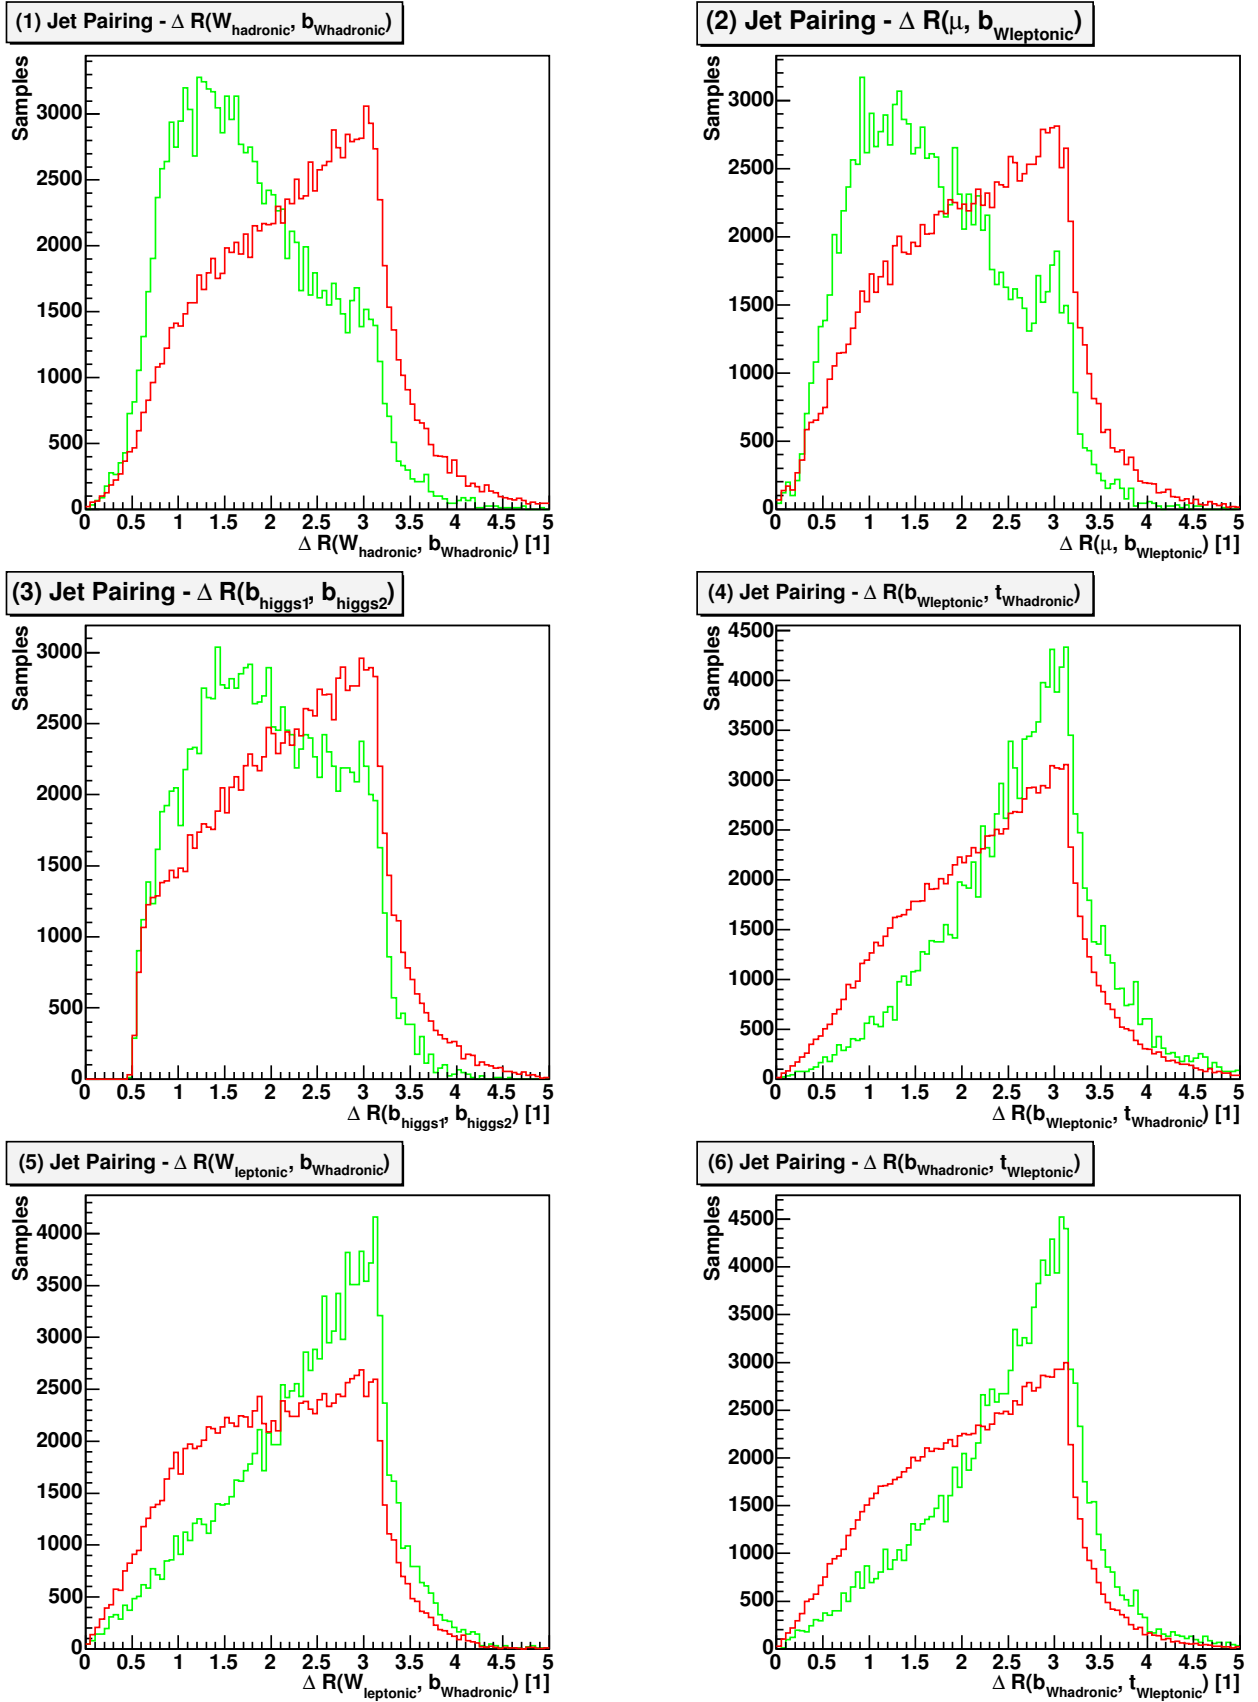 (1) Jet Pairing - Δ R(W_hadronic, b_Whadronic)
Samples
3000
2500
2000
1500
1000
500
0
0 0.5 1 1.5 2 2.5 3 3.5 4 4.5 5
Δ R(W_hadronic, b_Whadronic) [1]
(2) Jet Pairing - Δ R(μ, b_Wleptonic)
Samples
3000
2500
2000
1500
1000
500
0
0 0.5 1 1.5 2 2.5 3 3.5 4 4.5 5
Δ R(μ, b_Wleptonic) [1]
(3) Jet Pairing - Δ R(b_higgs1, b_higgs2)
Samples
3000
2500
2000
1500
1000
500
0
0 0.5 1 1.5 2 2.5 3 3.5 4 4.5 5
Δ R(b_higgs1, b_higgs2) [1]
(4) Jet Pairing - Δ R(b_Wleptonic, t_Whadronic)
Samples
4500
4000
3500
3000
2500
2000
1500
1000
500
0
0 0.5 1 1.5 2 2.5 3 3.5 4 4.5 5
Δ R(b_Wleptonic, t_Whadronic) [1]
(5) Jet Pairing - Δ R(W_leptonic, b_Whadronic)
Samples
4000
3500
3000
2500
2000
1500
1000
500
0
0 0.5 1 1.5 2 2.5 3 3.5 4 4.5 5
Δ R(W_leptonic, b_Whadronic) [1]
(6) Jet Pairing - Δ R(b_Whadronic, t_Wleptonic)
Samples
4500
4000
3500
3000
2500
2000
1500
1000
500
0
0 0.5 1 1.5 2 2.5 3 3.5 4 4.5 5
Δ R(b_Whadronic, t_Wleptonic) [1]